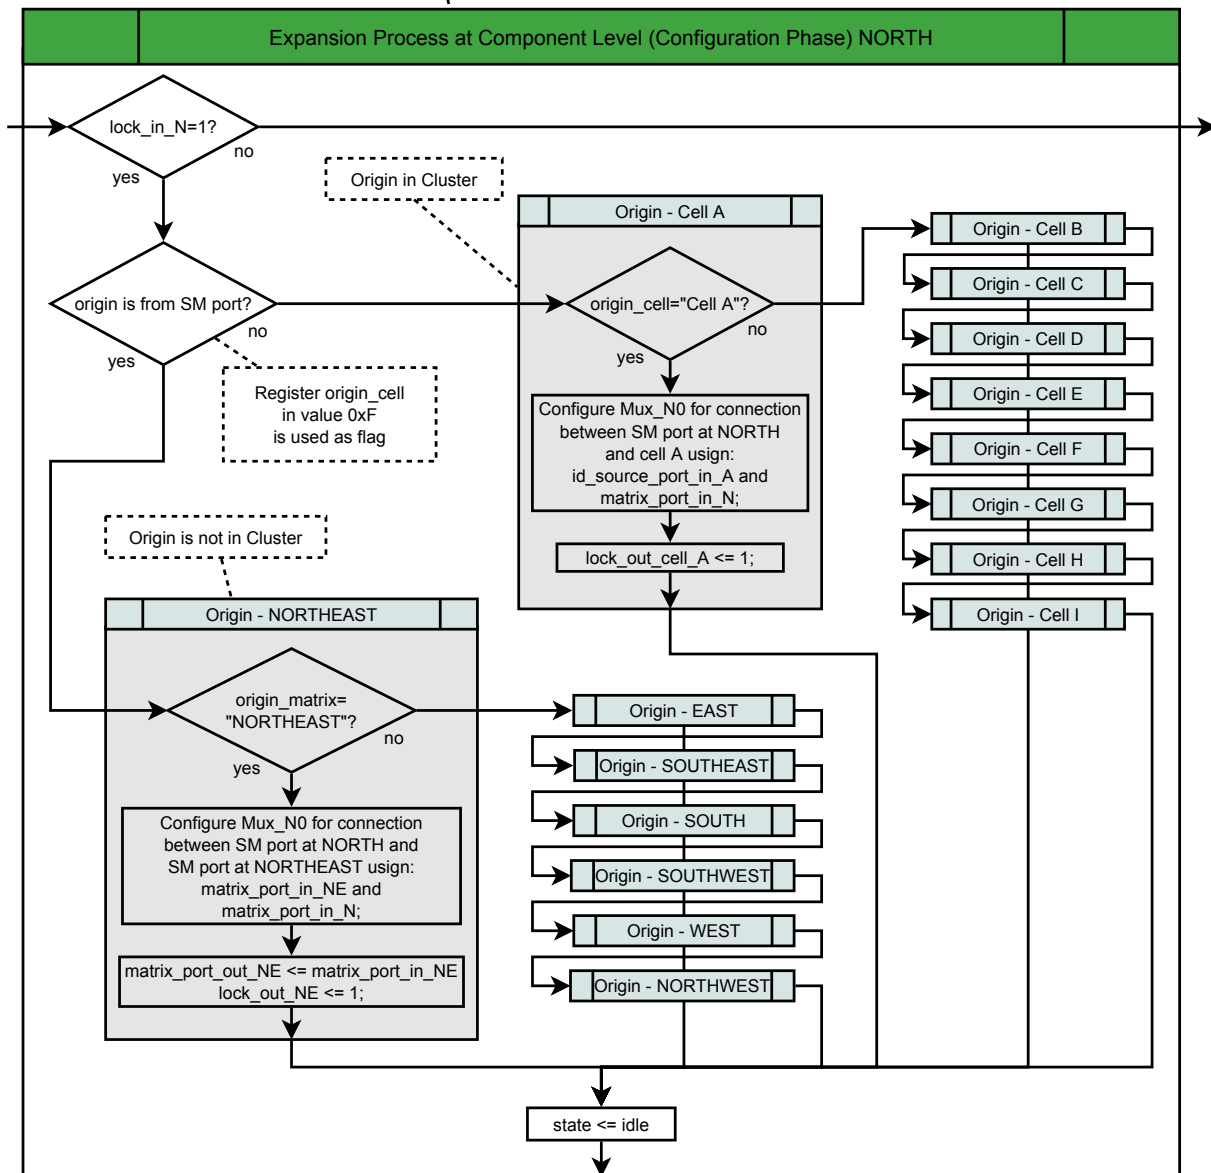 Expansion Process at Component Level (Configuration Phase) NORTH
lock_in_N=1?
no
yes
Origin in Cluster
origin is from SM port?
no
yes
Register origin_cell
in value 0xF
is used as flag
Origin - Cell A
origin_cell="Cell A"?
no
yes
Configure Mux_N0 for connection
between SM port at NORTH
and cell A usign:
id_source_port_in_A and
matrix_port_in_N;
lock_out_cell_A <= 1;
Origin - Cell B
Origin - Cell C
Origin - Cell D
Origin - Cell E
Origin - Cell F
Origin - Cell G
Origin - Cell H
Origin - Cell I
Origin is not in Cluster
Origin - NORTHEAST
origin_matrix=
"NORTHEAST"?
no
yes
Configure Mux_N0 for connection
between SM port at NORTH and
SM port at NORTHEAST usign:
matrix_port_in_NE and
matrix_port_in_N;
matrix_port_out_NE <= matrix_port_in_NE
lock_out_NE <= 1;
Origin - EAST
Origin - SOUTHEAST
Origin - SOUTH
Origin - SOUTHWEST
Origin - WEST
Origin - NORTHWEST
state <= idle